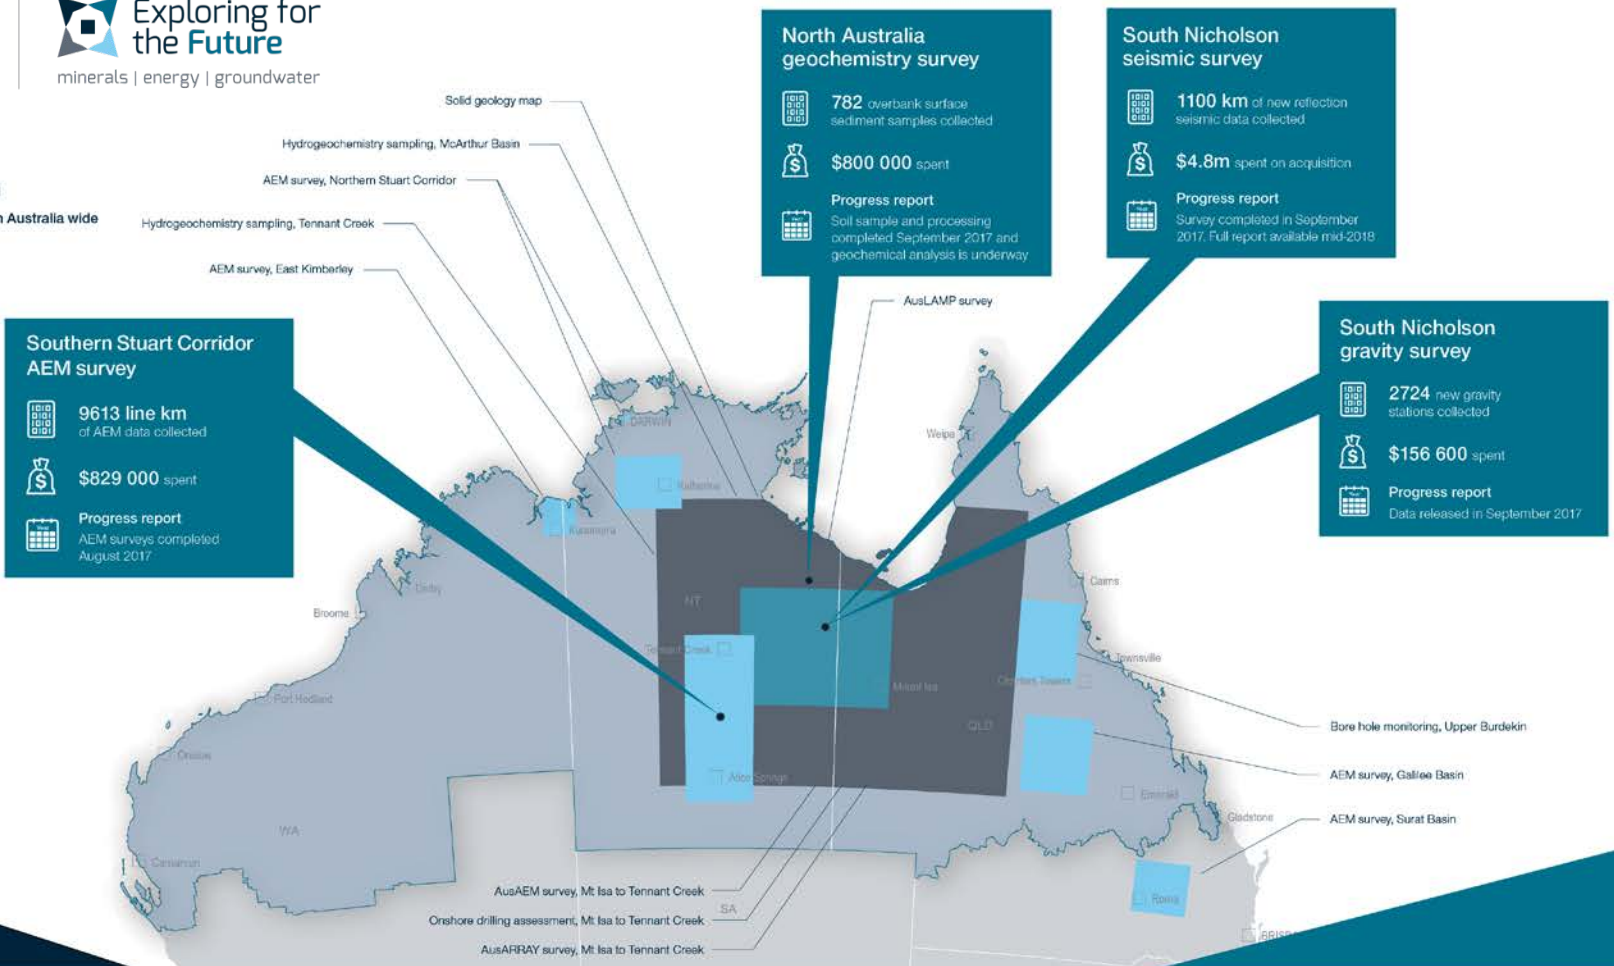 Exploring for
the Future
minerals | energy | groundwater
Australia wide
Solid geology map
Hydrogeochemistry sampling, McArthur Basin
AEM survey, Northern Stuart Corridor
Hydrogeochemistry sampling, Tennant Creek
AEM survey, East Kimberley
North Australia
geochemistry survey
782 overbank surface
sediment samples collected
$800 000 spent
Progress report
Soil sample and processing
completed September 2017 and
geochemical analysis is underway
South Nicholson
seismic survey
1100 km of new reflection
seismic data collected
$4.8m spent on acquisition
Progress report
Survey completed in September
2017. Full report available mid-2018
AusLAMP survey
Southern Stuart Corridor
AEM survey
9613 line km
of AEM data collected
$829 000 spent
Progress report
AEM surveys completed
August 2017
South Nicholson
gravity survey
2724 new gravity
stations collected
$156 600 spent
Progress report
Data released in September 2017
DARWIN
Weipa
Katherine
Kununurra
Derby
Broome
Cairns
NT
Tennant Creek
Townsville
Charters Towers
Mount Isa
Port Hedland
QLD
Onslow
Alice Springs
Emerald
Gladstone
WA
Carnarvon
Roma
SA
Bore hole monitoring, Upper Burdekin
AEM survey, Galilee Basin
AEM survey, Surat Basin
AusAEM survey, Mt Isa to Tennant Creek
Onshore drilling assessment, Mt Isa to Tennant Creek
AusARRAY survey, Mt Isa to Tennant Creek